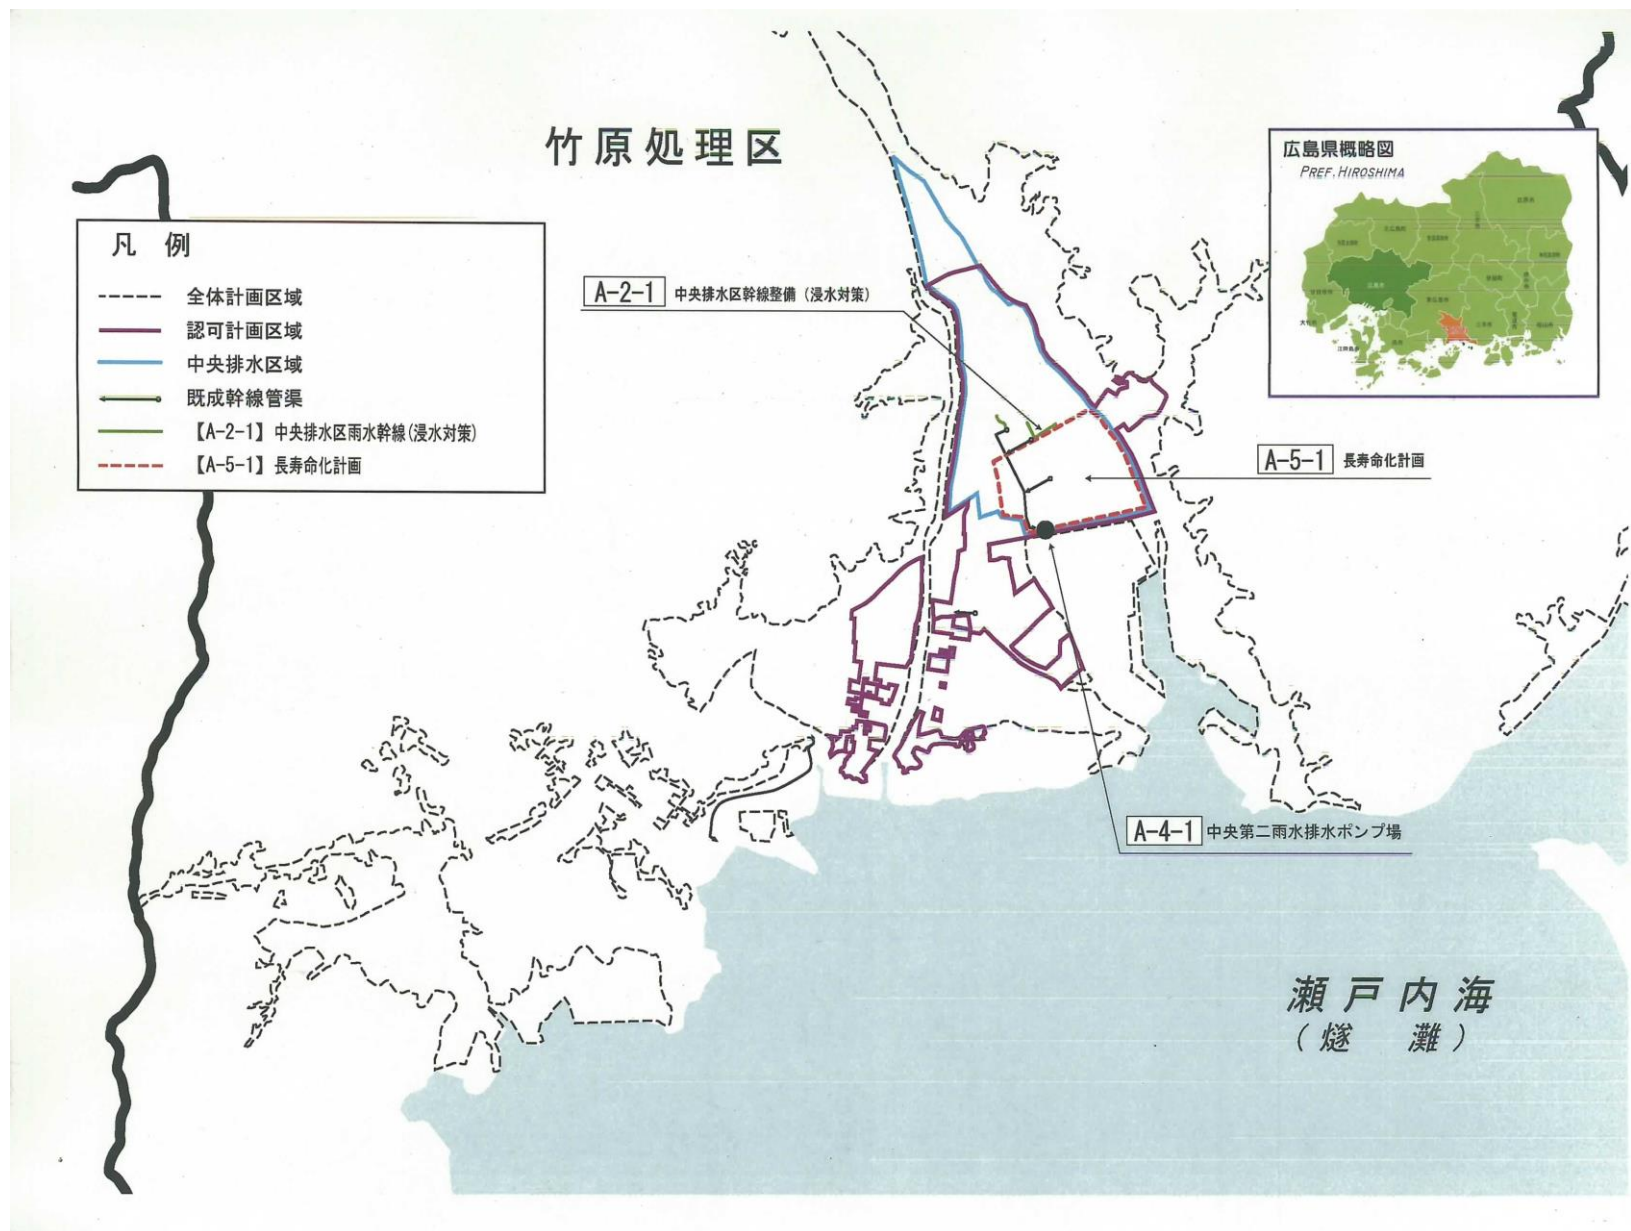 竹原処理区
広島県概略図
PREF.HIROSHIMA
凡 例
全体計画区域
認可計画区域
中央排水区域
既成幹線管渠
【A-2-1】中央排水区雨水幹線(浸水対策)
【A-5-1】長寿命化計画
A-2-1 中央排水区幹線整備（浸水対策）
A-5-1 長寿命化計画
A-4-1 中央第二雨水排水ポンプ場
瀬戸内海
（燧 灘）